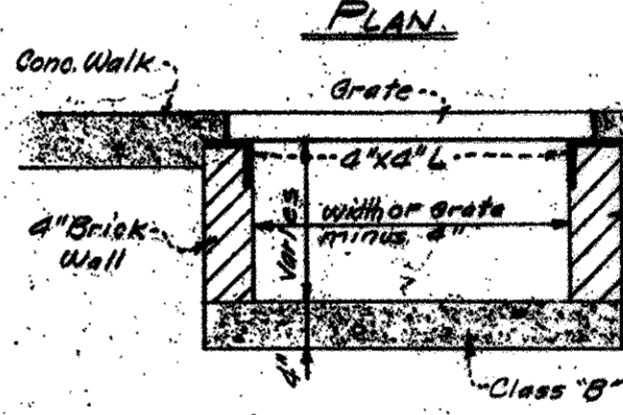 PLAN
Conc. Walk
Grate
4"x4" L
4" Brick
Wall
Varies
width of Grate
minus 4"
4"
Class "B"